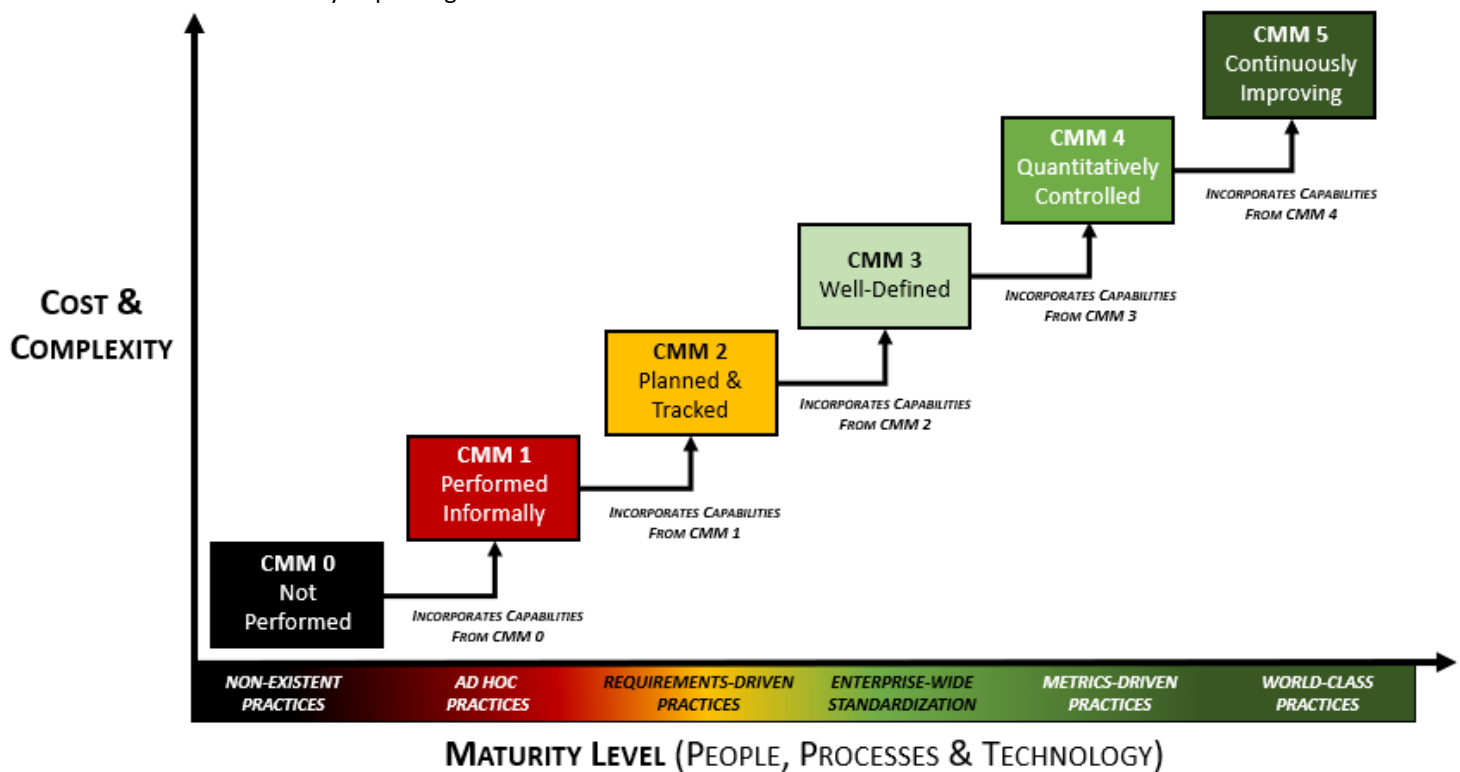 CMM 5
Continuously
Improving
CMM 4
Quantitatively
Controlled
INCORPORATES CAPABILITIES
FROM CMM 4
CMM 3
Well-Defined
INCORPORATES CAPABILITIES
FROM CMM 3
COST &
COMPLEXITY
CMM 2
Planned &
Tracked
INCORPORATES CAPABILITIES
FROM CMM 2
CMM 1
Performed
Informally
INCORPORATES CAPABILITIES
FROM CMM 1
CMM 0
Not
Performed
INCORPORATES CAPABILITIES
FROM CMM 0
NON-EXISTENT
PRACTICES
AD HOC
PRACTICES
REQUIREMENTS-DRIVEN
PRACTICES
ENTERPRISE-WIDE
STANDARDIZATION
METRICS-DRIVEN
PRACTICES
WORLD-CLASS
PRACTICES
MATURITY LEVEL (PEOPLE, PROCESSES & TECHNOLOGY)